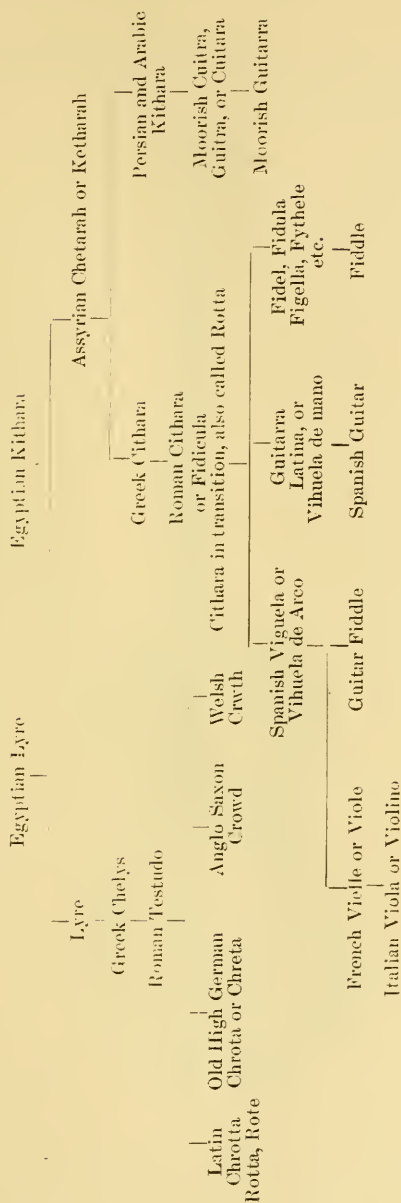 Egyptian Lyre
Egyptian Kithara
Lyre
Assyrian Chetarah or Ketharah
Greek Chelys
Greek Cithara
Persian and Arabic
Kithara
Roman Testudo
Roman Cithara
or Fidicula
Moorish Cuitra,
Guitra, or Cuitara
Latin
Chrotta
Rotta, Rote
Old High German
Chrota or Chreta
Anglo Saxon
Crowd
Welsh
Crwth
Cithara in transition, also called Rotta
Moorish Guitarra
Spanish Viguela or
Vihuela de Arco
Guitarra
Latina, or
Vihuela de mano
Fidel, Fidula
Figella, Fythele
etc.
French Vielle or Viole
Guitar Fiddle
Spanish Guitar
Fiddle
Italian Viola or Violino